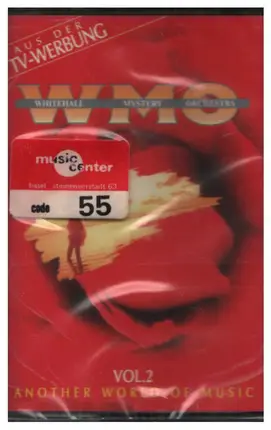 AUS DER
TV-WERBUNG
WMO
WHITEHALL MYSTERY ORCHESTRA
music
center
code 55
VOL.2
ANOTHER WORLD OF MUSIC